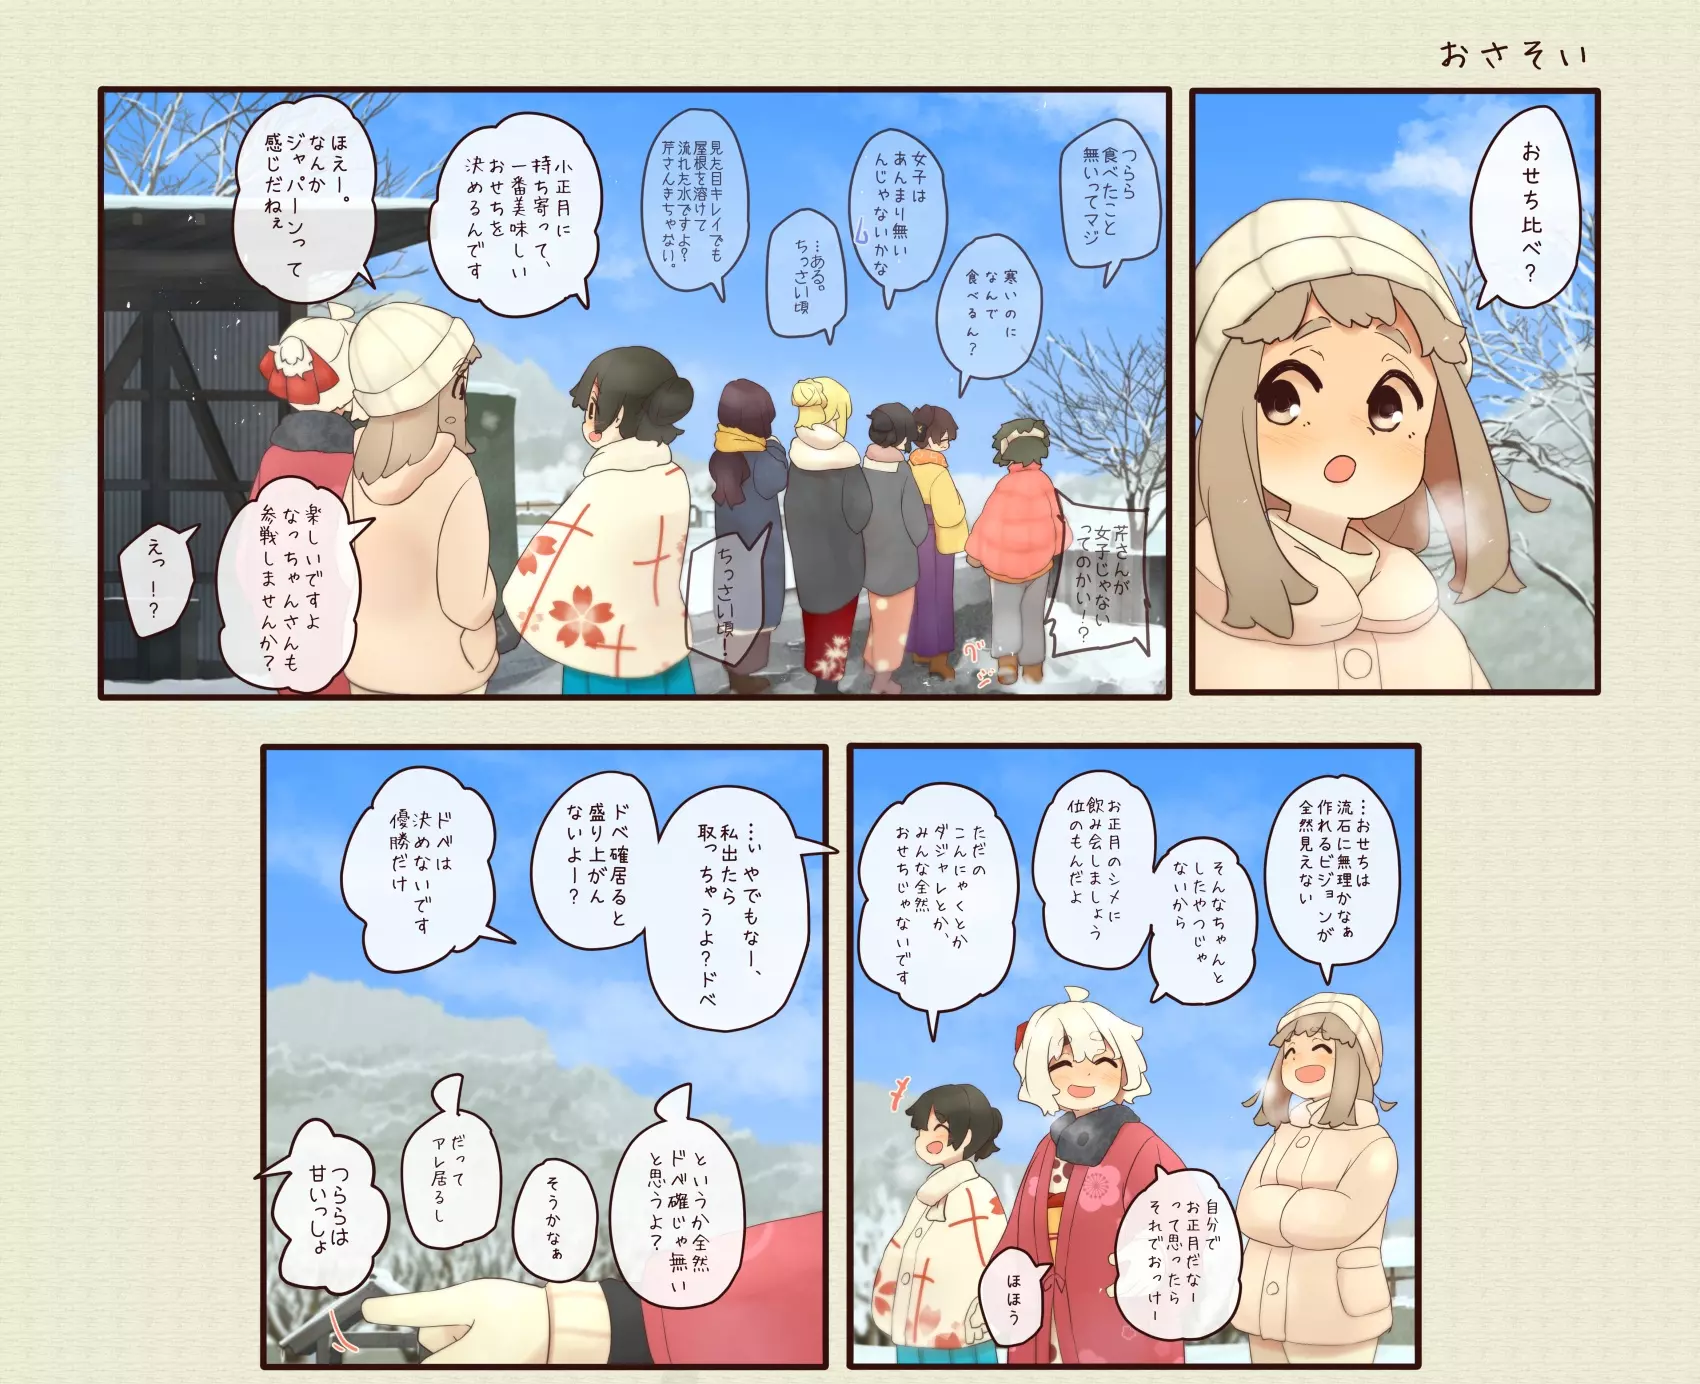 おさそい
おせち比べ？
つらら
食べたこと
無いってマジ
寒いのに
なんで
食べるん？
女子は
あんまり無い
んじゃないかな
…ある。
ちっさい頃
見た目キレイでも
屋根を溶けて
流れた水ですよ？
芹さんきちゃない。
芹さんが
女子じゃない
ってのかい！？
グジ
ちっさい頃！
小正月に
持ち寄って、
一番美味しい
おせちを
決めるんです
ほえー。
なんか
ジャパーンって
感じだねぇ
楽しいですよ
なっちゃんさんも
参戦しませんか？
えっ！？
…おせちは
流石に無理かなぁ
作れるビジョンが
全然見えない
そんなちゃんと
したやつじゃ
ないから
お正月のシメに
飲み会しましょう
位のもんだよ
ただの
こんにゃくとか
ダジャレとか、
みんな全然
おせちじゃないです
自分で
お正月だなー
って思ったら
それでおっけー
ほほう
…いやでもなー、
私出たら
取っちゃうよ？ドベ
ドベ確居ると
盛り上がん
ないよー？
ドベは
決めないです
優勝だけ
というか全然
ドベ確じゃ無い
と思うよ？
そうかなぁ
だって
アレ居るし
つららは
甘いっしょ